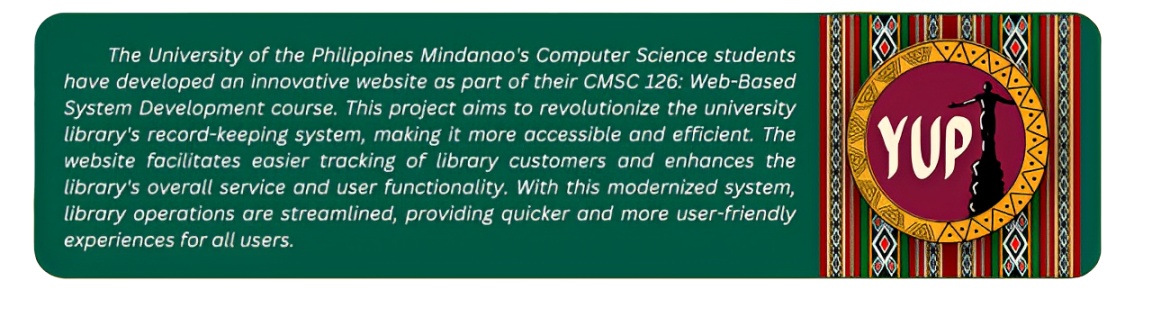 The University of the Philippines Mindanao's Computer Science students
have developed an innovative website as part of their CMSC 126: Web-Based
System Development course. This project aims to revolutionize the university
library's record-keeping system, making it more accessible and efficient. The
website facilitates easier tracking of library customers and enhances the
library's overall service and user functionality. With this modernized system,
library operations are streamlined, providing quicker and more user-friendly
experiences for all users.
YUP